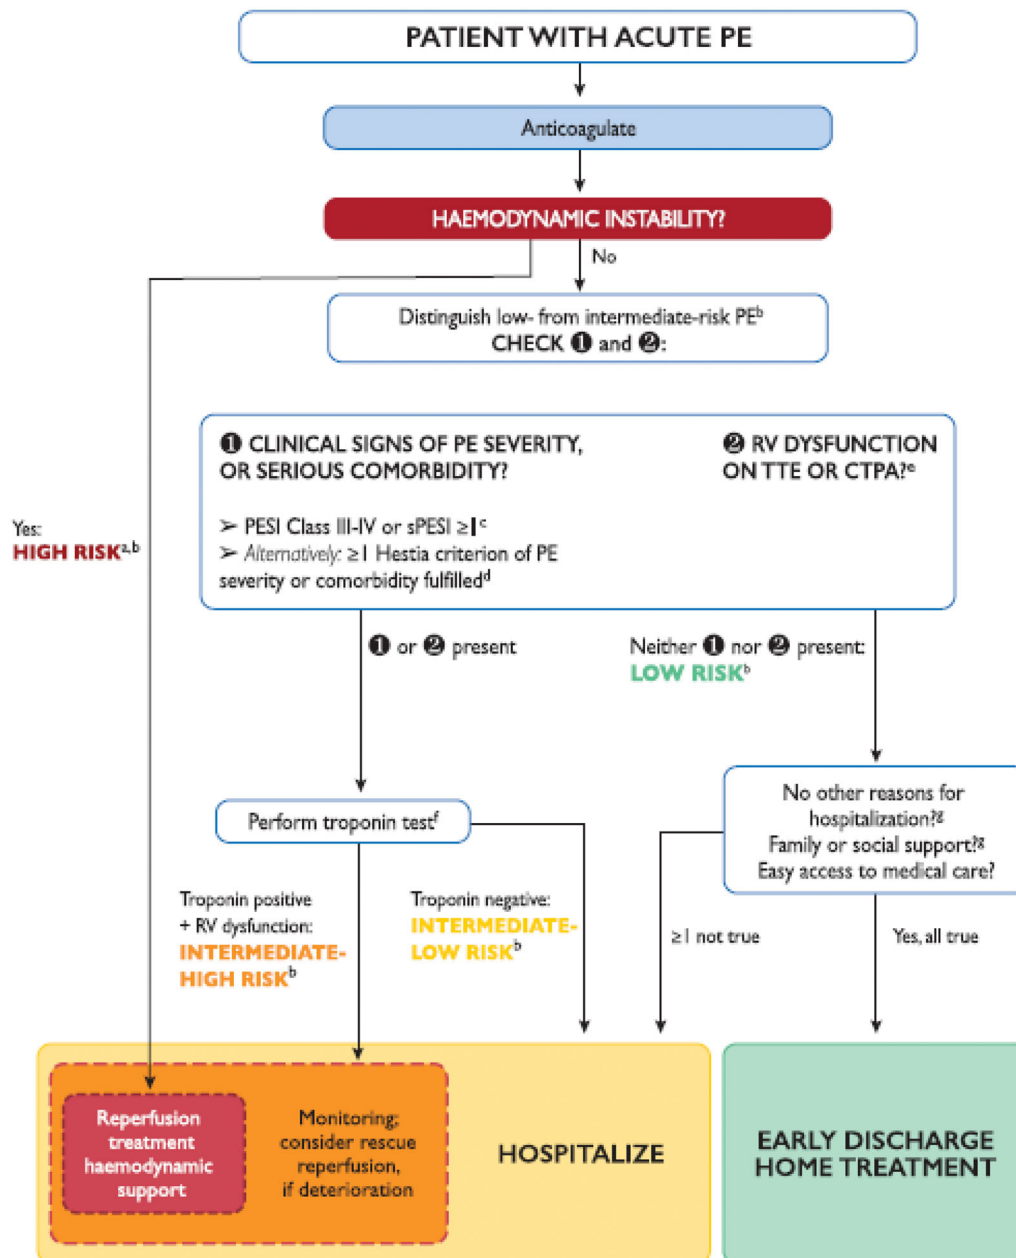 PATIENT WITH ACUTE PE
Anticoagulate
HAEMODYNAMIC INSTABILITY?
No
Distinguish low- from intermediate-risk PEᵇ
CHECK ❶ and ❷:
❶ CLINICAL SIGNS OF PE SEVERITY,
OR SERIOUS COMORBIDITY?
➢ PESI Class III-IV or sPESI ≥1ᶜ
➢ Alternatively: ≥1 Hestia criterion of PE
severity or comorbidity fulfilledᵈ
❷ RV DYSFUNCTION
ON TTE OR CTPA?ᵉ
Yes:
HIGH RISKᵃ,ᵇ
❶ or ❷ present
Neither ❶ nor ❷ present:
LOW RISKᵇ
Perform troponin testᶠ
No other reasons for
hospitalization?ᵍ
Family or social support?ᵍ
Easy access to medical care?
Troponin positive
+ RV dysfunction:
INTERMEDIATE-
HIGH RISKᵇ
Troponin negative:
INTERMEDIATE-
LOW RISKᵇ
≥1 not true
Yes, all true
Reperfusion
treatment
haemodynamic
support
Monitoring;
consider rescue
reperfusion,
if deterioration
HOSPITALIZE
EARLY DISCHARGE
HOME TREATMENT